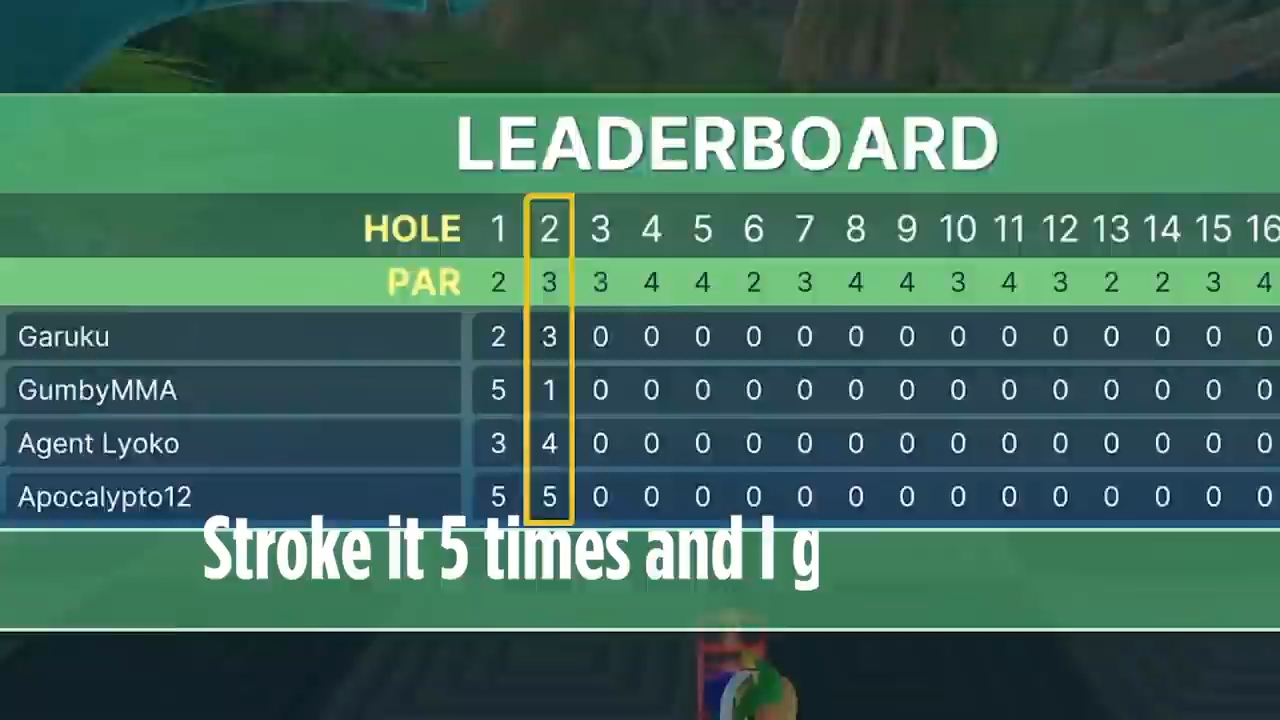 LEADERBOARD
HOLE 1 2 3 4 5 6 7 8 9 10 11 12 13 14 15 16
PAR 2 3 3 4 4 2 3 4 4 3 4 3 2 2 3 4
Garuku 2 3 0 0 0 0 0 0 0 0 0 0 0 0 0 0
GumbyMMA 5 1 0 0 0 0 0 0 0 0 0 0 0 0 0 0
Agent Lyoko 3 4 0 0 0 0 0 0 0 0 0 0 0 0 0 0
Apocalypto12 5 5 0 0 0 0 0 0 0 0 0 0 0 0 0 0
Stroke it 5 times and I g